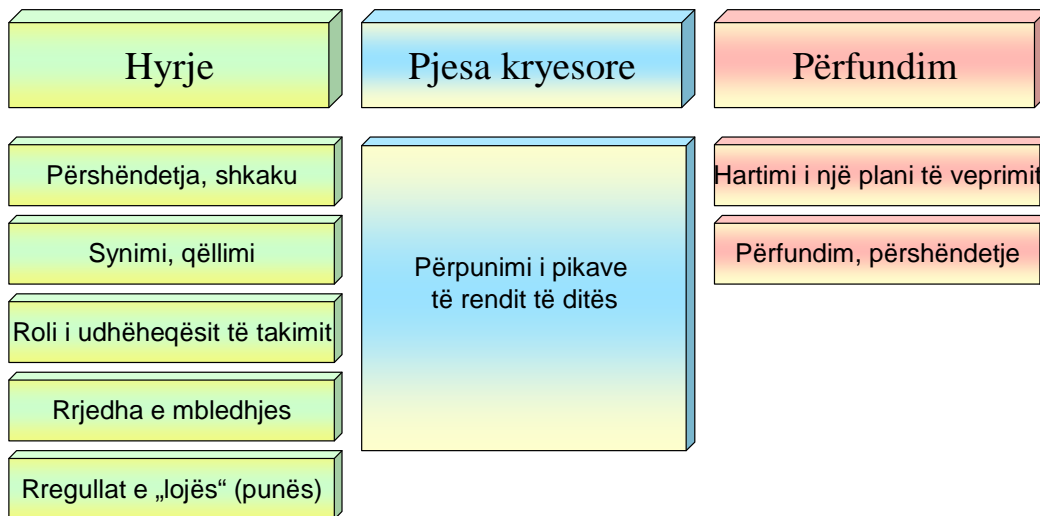 Hyrje
Pjesa kryesore
Përfundim
Përshëndetja, shkaku
Synimi, qëllimi
Roli i udhëheqësit të takimit
Rrjedha e mbledhjes
Rregullat e „lojës“ (punës)
Përpunimi i pikave
të rendit të ditës
Hartimi i një plani të veprimit
Përfundim, përshëndetje